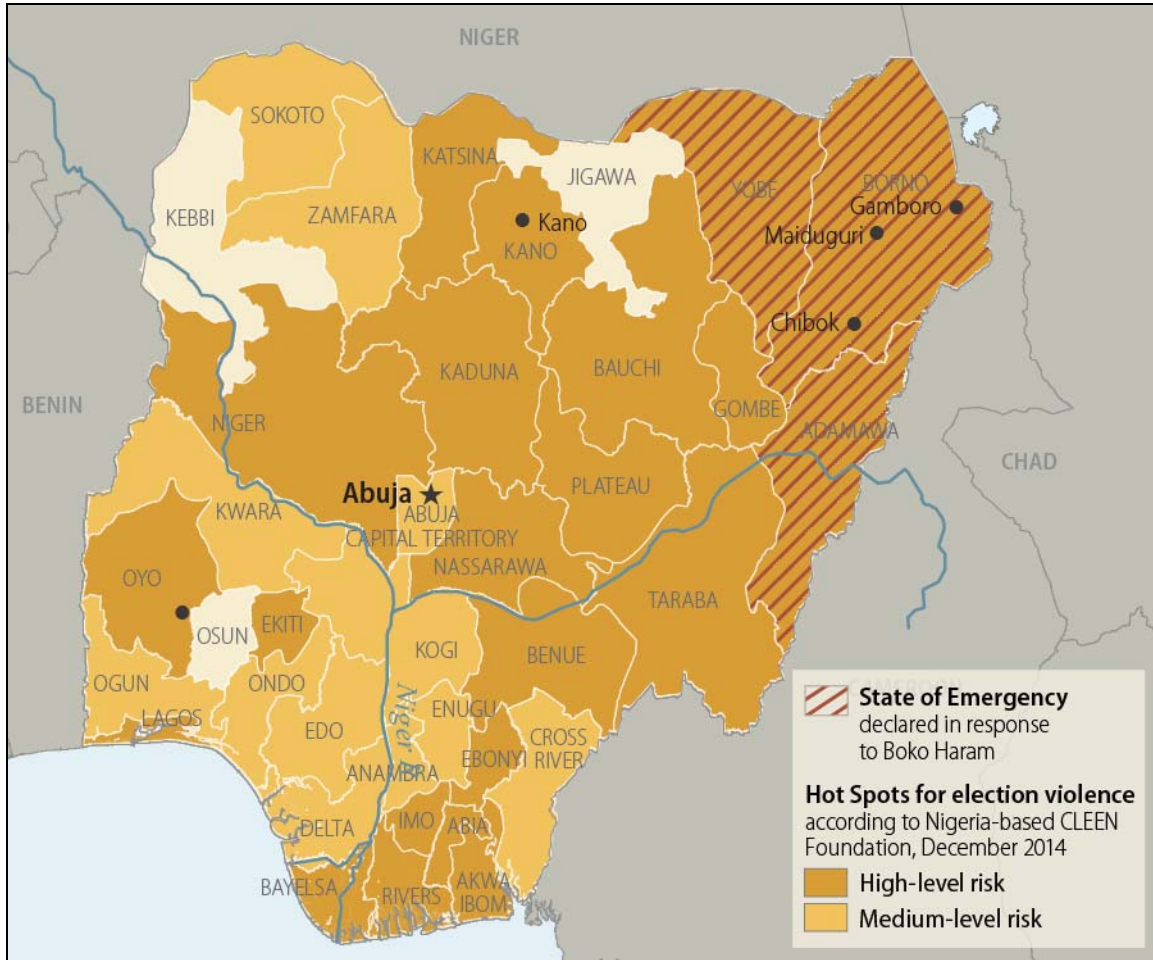 NIGER
SOKOTO
KATSINA
JIGAWA
YOBE
BORNO
Gamboro
KEBBI
ZAMFARA
Kano
KANO
Maiduguri
Chibok
KADUNA
BAUCHI
GOMBE
BENIN
NIGER
ADAMAWA
CHAD
Abuja
ABUJA
CAPITAL TERRITORY
PLATEAU
KWARA
NASSARAWA
OYO
TARABA
OSUN
EKITI
KOGI
BENUE
OGUN
ONDO
LAGOS
EDO
ENUGU
EBONYI
CROSS
RIVER
ANAMBRA
Niger R
DELTA
IMO
ABIA
BAYELSA
RIVERS
AKWA
IBOM
CAMEROON
State of Emergency
declared in response
to Boko Haram
Hot Spots for election violence
according to Nigeria-based CLEEN
Foundation, December 2014
High-level risk
Medium-level risk